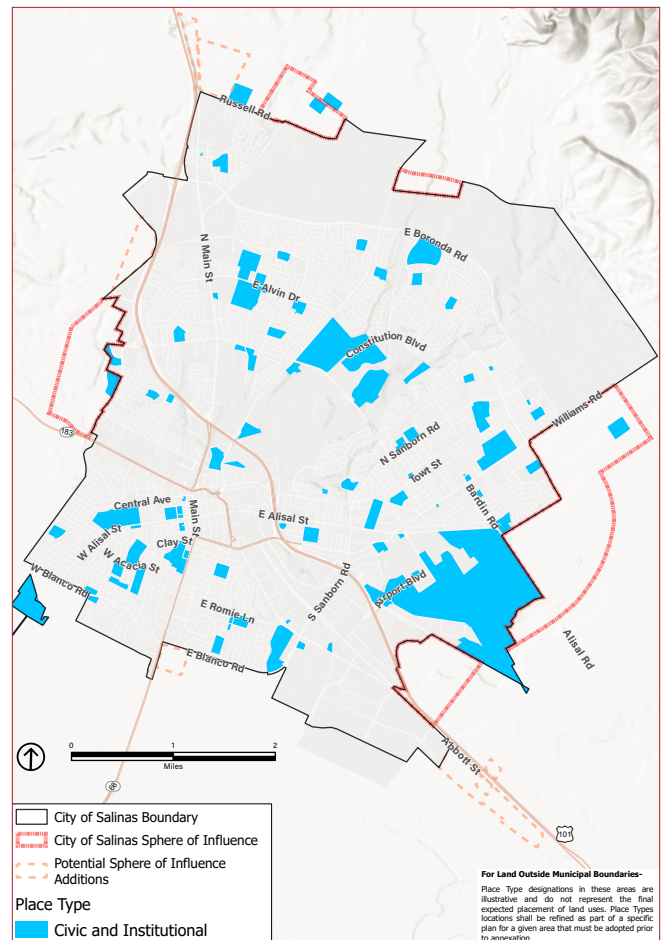 Russell Rd
E Boronda Rd
N Main St
E Alvin Dr
Constitution Blvd
Williams Rd
183
N Sanborn Rd
Towt St
Bardin Rd
Central Ave
Main St
E Alisal St
W Alisal St
Clay St
W Acacia St
W Blanco Rd
Airport Blvd
S Sanborn Rd
E Romie Ln
Alisal Rd
E Blanco Rd
Abbott St
0 1 2
Miles
68
101
City of Salinas Boundary
City of Salinas Sphere of Influence
Potential Sphere of Influence
Additions
Place Type
Civic and Institutional
For Land Outside Municipal Boundaries-
Place Type designations in these areas are
illustrative and do not represent the final
expected placement of land uses. Place Types
locations shall be refined as part of a specific
plan for a given area that must be adopted prior
to annexation.